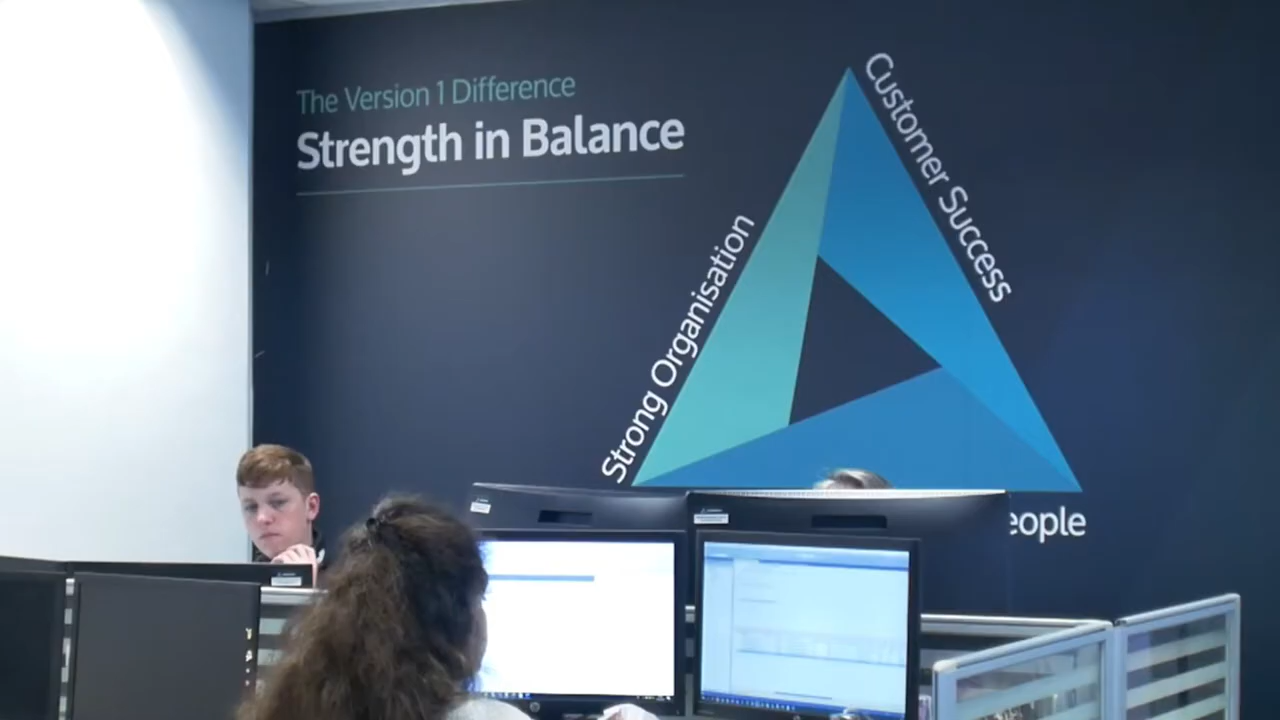 The Version 1 Difference
Strength in Balance
Customer Success
Strong Organisation
eople